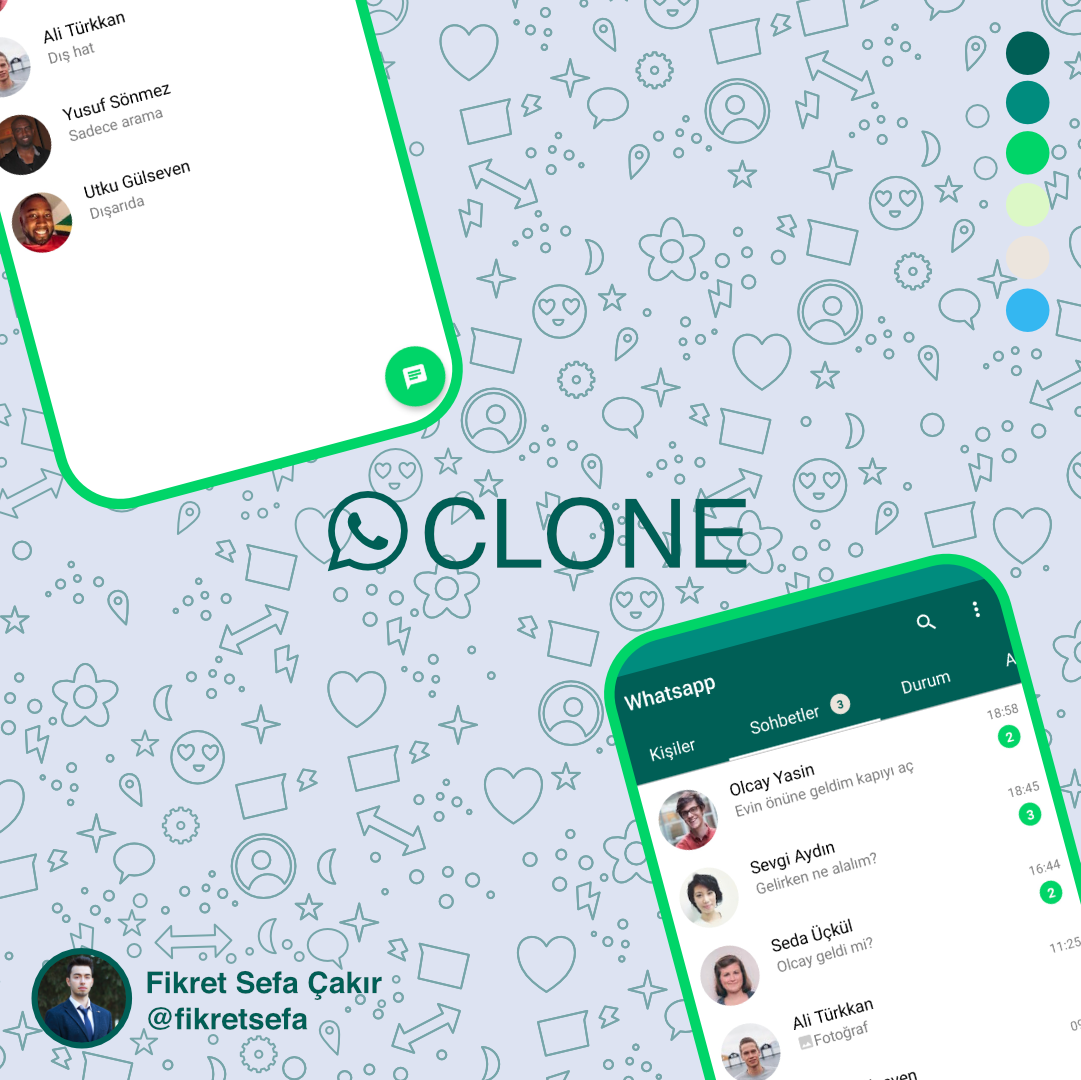 Ali Türkkan
Dış hat
Yusuf Sönmez
Sadece arama
Utku Gülseven
Dışarıda
CLONE
Whatsapp
Kişiler
Sohbetler 3
Durum
A
Olcay Yasin
18:58
Evin önüne geldim kapıyı aç
2
Sevgi Aydın
18:45
Gelirken ne alalım?
3
Seda Üçkül
16:44
Olcay geldi mi?
2
Ali Türkkan
11:25
Fotoğraf
Fikret Sefa Çakır
@fikretsefa